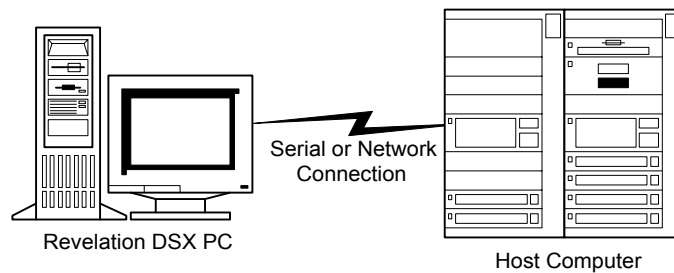 Serial or Network
Connection
Revelation DSX PC
Host Computer